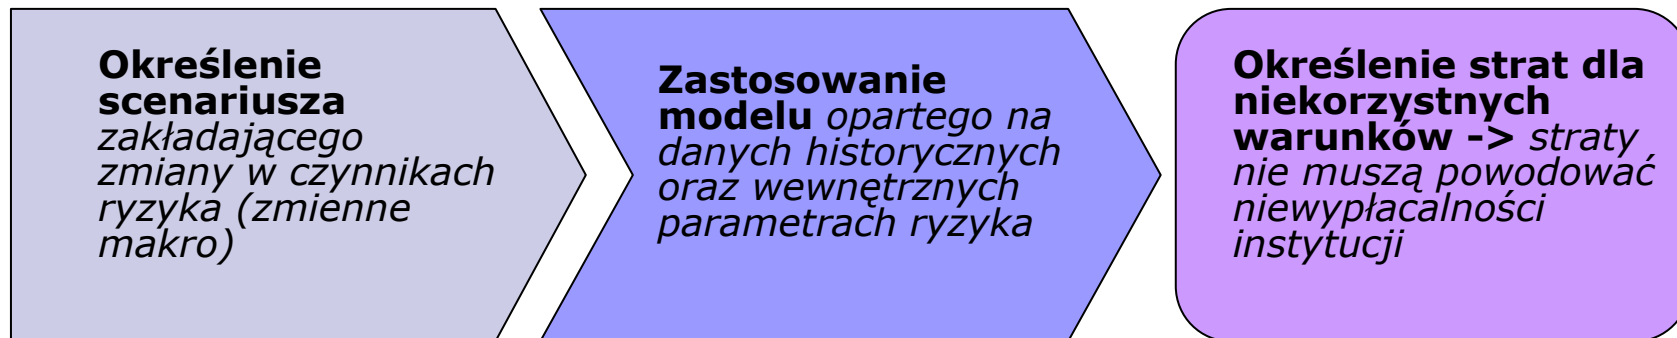 Określenie
scenariusza
zakładającego
zmiany w czynnikach
ryzyka (zmienne
makro)
Zastosowanie
modelu opartego na
danych historycznych
oraz wewnętrznych
parametrach ryzyka
Określenie strat dla
niekorzystnych
warunków -> straty
nie muszą powodować
niewypłacalności
instytucji